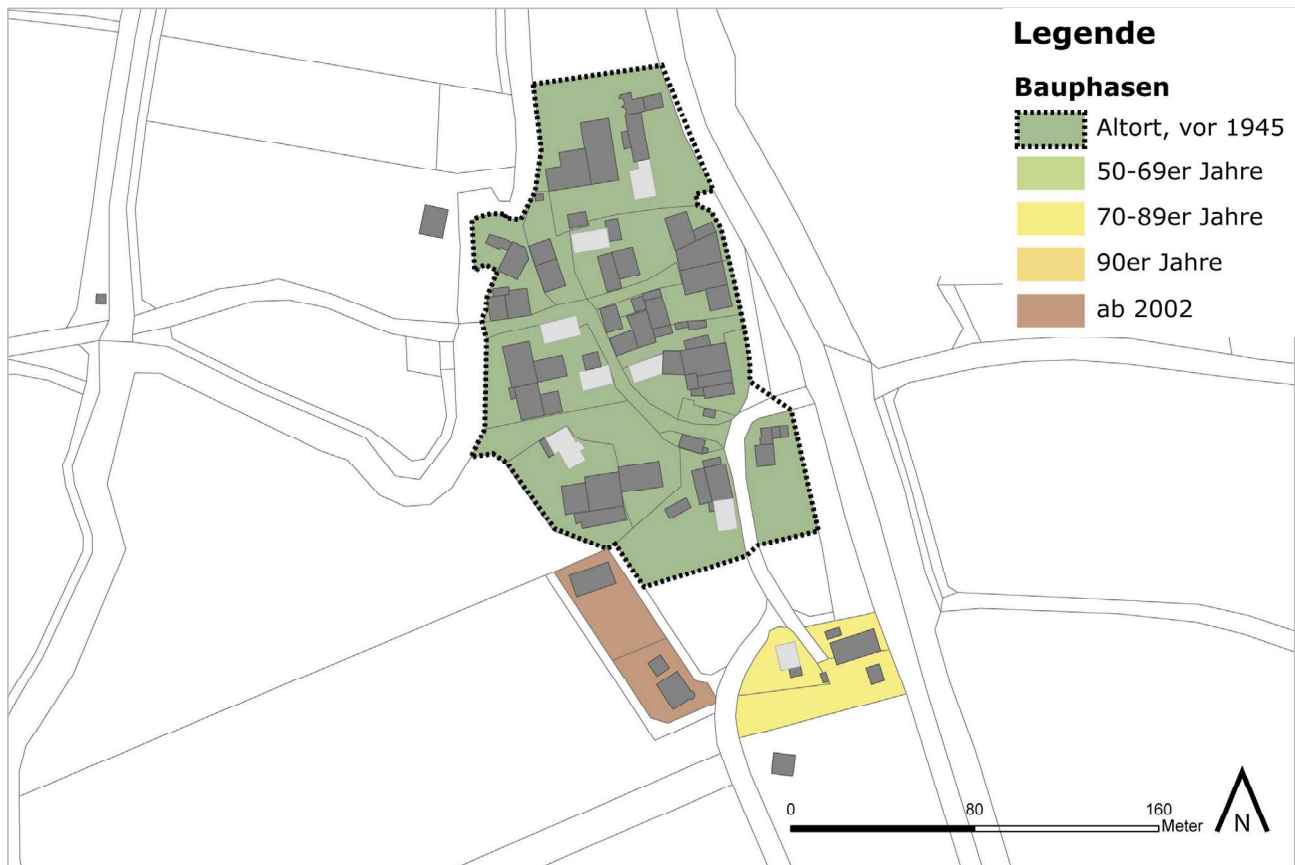 Legende
Bauphasen
Altort, vor 1945
50-69er Jahre
70-89er Jahre
90er Jahre
ab 2002
0 80 160
Meter
N